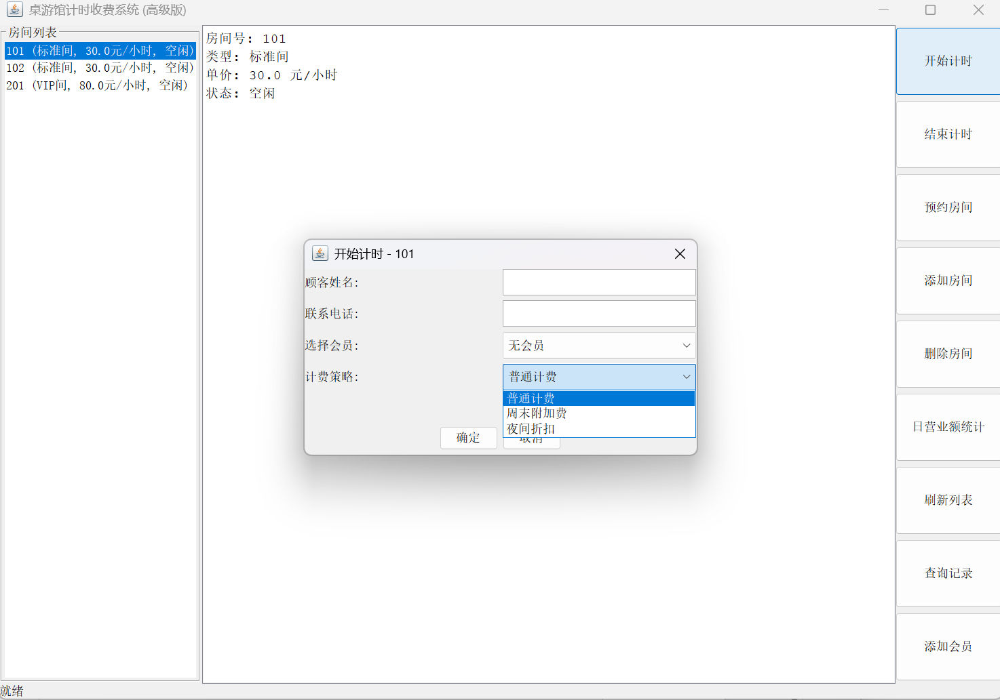 桌游馆计时收费系统 (高级版)
房间列表
101 (标准间, 30.0元/小时, 空闲)
102 (标准间, 30.0元/小时, 空闲)
201 (VIP间, 80.0元/小时, 空闲)
房间号: 101
类型: 标准间
单价: 30.0 元/小时
状态: 空闲
开始计时 - 101
顾客姓名:
联系电话:
选择会员:
无会员
计费策略:
普通计费
普通计费
周末附加费
夜间折扣
确定
取消
开始计时
结束计时
预约房间
添加房间
删除房间
日营业额统计
刷新列表
查询记录
添加会员
就绪